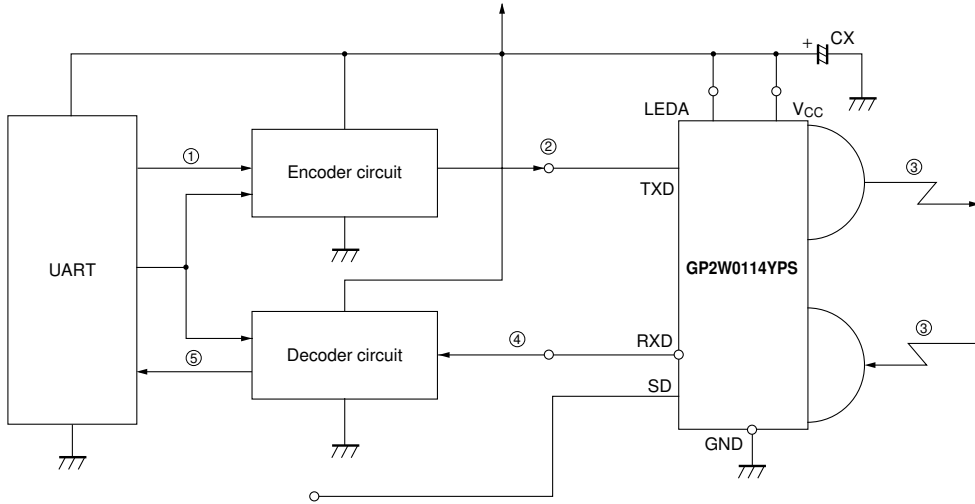 + CX
LEDA
VCC
UART
①
Encoder circuit
②
TXD
③
GP2W0114YPS
③
⑤
Decoder circuit
④
RXD
SD
GND